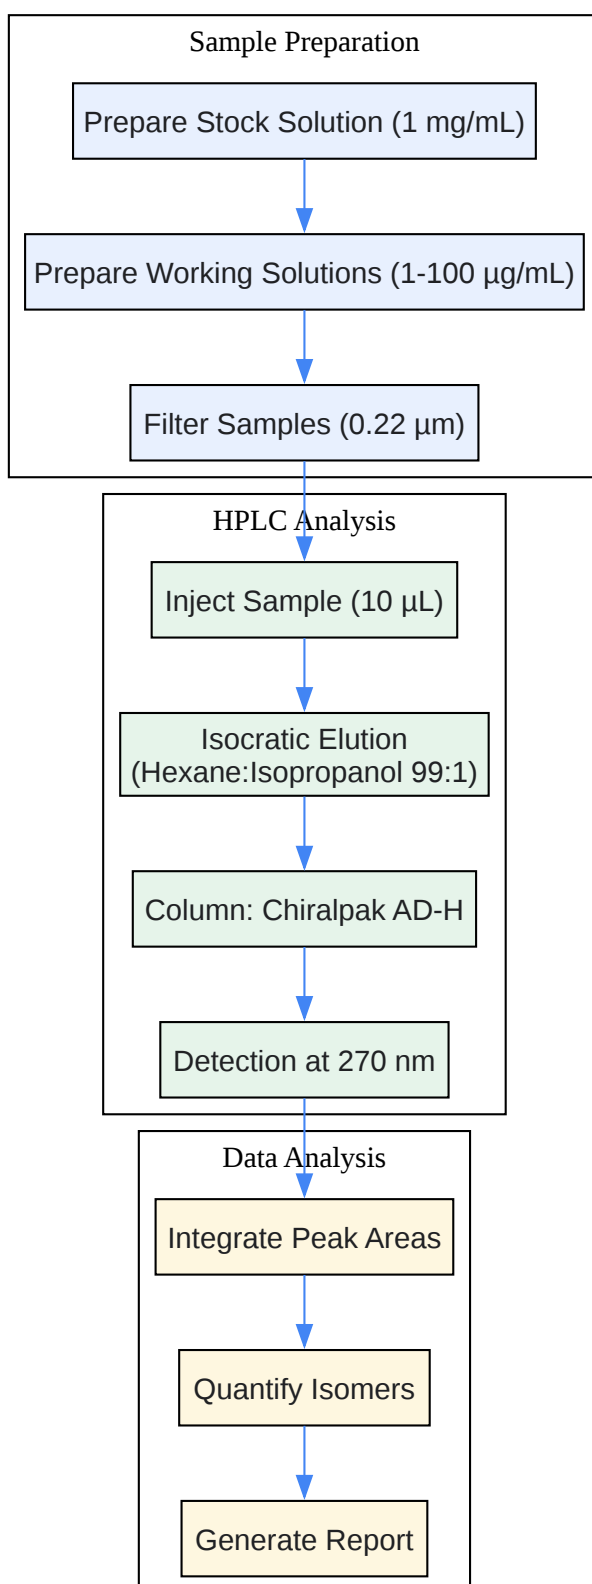 Sample Preparation
Prepare Stock Solution (1 mg/mL)
Prepare Working Solutions (1-100 µg/mL)
Filter Samples (0.22 µm)
HPLC Analysis
Inject Sample (10 µL)
Isocratic Elution
(Hexane:Isopropanol 99:1)
Column: Chiralpak AD-H
Detection at 270 nm
Data Analysis
Integrate Peak Areas
Quantify Isomers
Generate Report